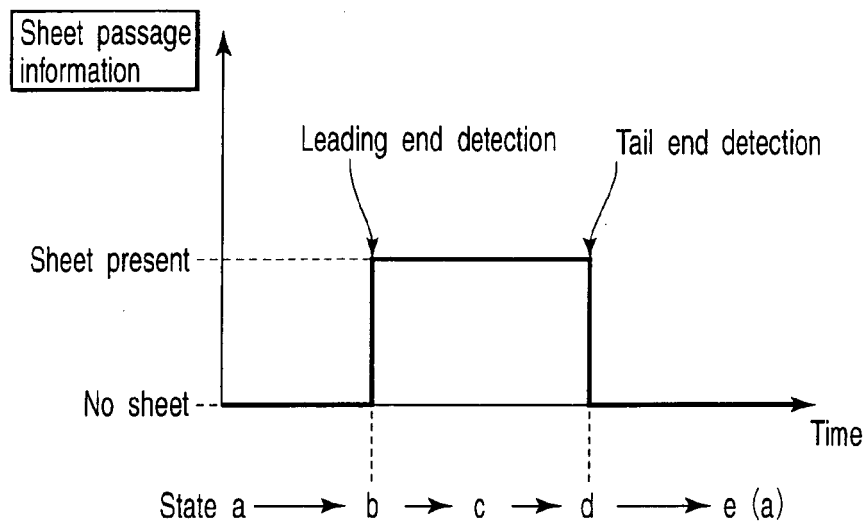 Sheet passage
information
Leading end detection
Tail end detection
Sheet present
No sheet
Time
State a b c d e (a)